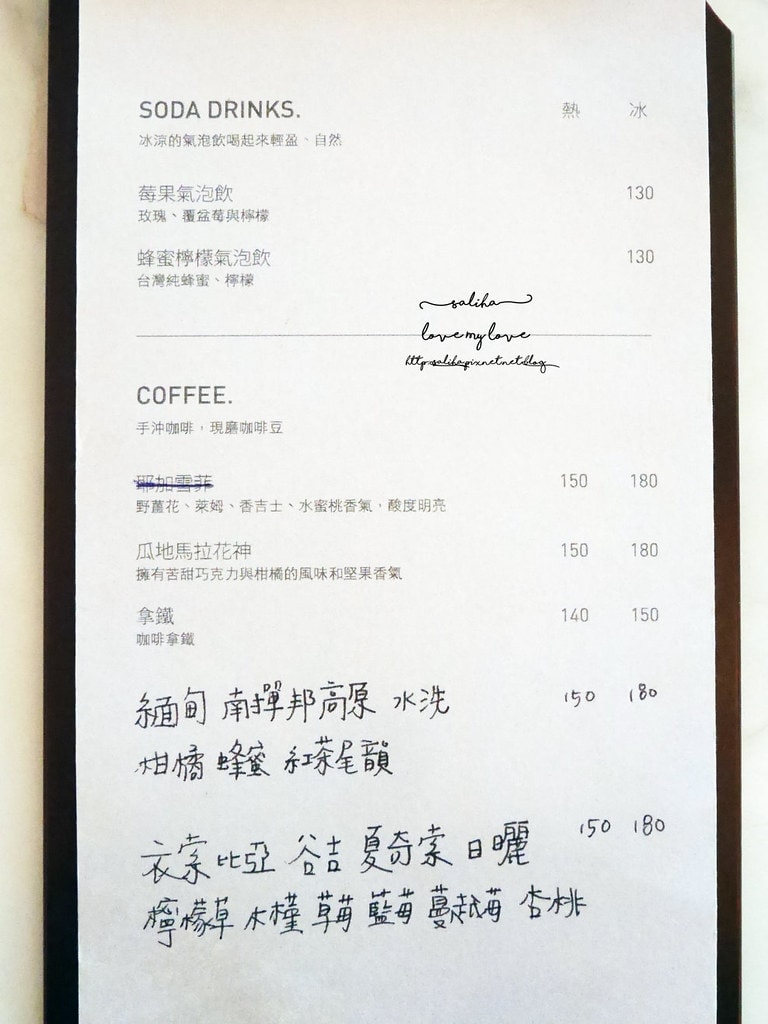 SODA DRINKS. 熱 冰
冰涼的氣泡飲喝起來輕盈、自然
莓果氣泡飲 130
玫瑰、覆盆莓與檸檬
蜂蜜檸檬氣泡飲 130
台灣純蜂蜜、檸檬
saliha
love my love
http:saliha.pixnet.net.blog
COFFEE.
手沖咖啡，現磨咖啡豆
耶加雪菲 150 180
野薑花、萊姆、香吉士、水蜜桃香氣，酸度明亮
瓜地馬拉花神 150 180
擁有苦甜巧克力與柑橘的風味和堅果香氣
拿鐵 140 150
咖啡拿鐵
緬甸 南撣邦高原 水洗 150 180
柑橘 蜂蜜 紅茶尾韻
衣索比亞 谷吉 夏奇索 日曬 150 180
檸檬草 木槿 草莓 藍莓 蔓越莓 杏桃